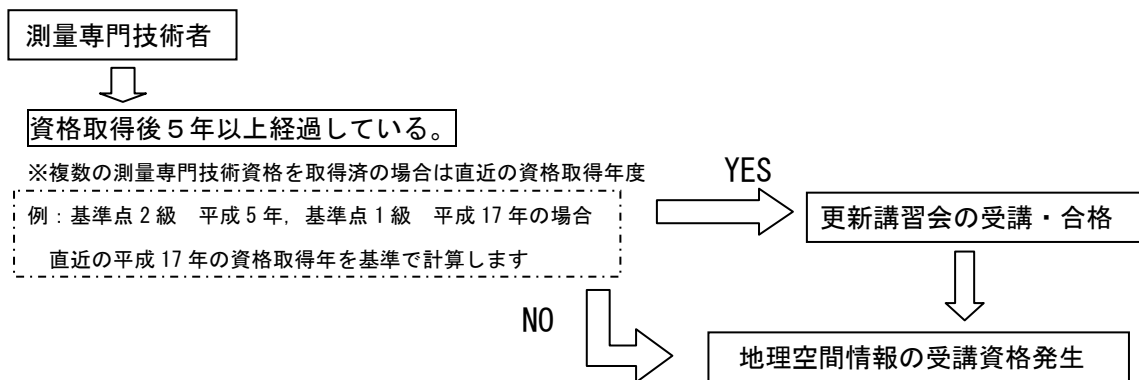 測量専門技術者
資格取得後５年以上経過している。
※複数の測量専門技術資格を取得済の場合は直近の資格取得年度
例：基準点２級　平成５年，基準点１級　平成 17 年の場合
直近の平成 17 年の資格取得年を基準で計算します
YES
更新講習会の受講・合格
NO
地理空間情報の受講資格発生